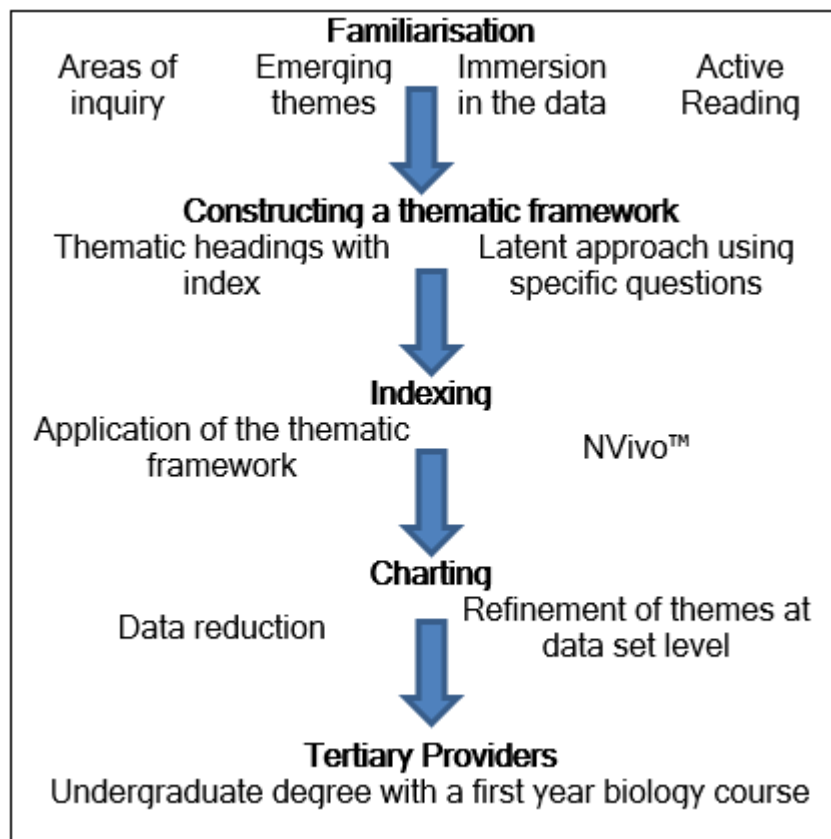 Familiarisation
Areas of inquiry
Emerging themes
Immersion in the data
Active Reading
Constructing a thematic framework
Thematic headings with index
Latent approach using specific questions
Indexing
Application of the thematic framework
NVivo™
Charting
Data reduction
Refinement of themes at data set level
Tertiary Providers
Undergraduate degree with a first year biology course